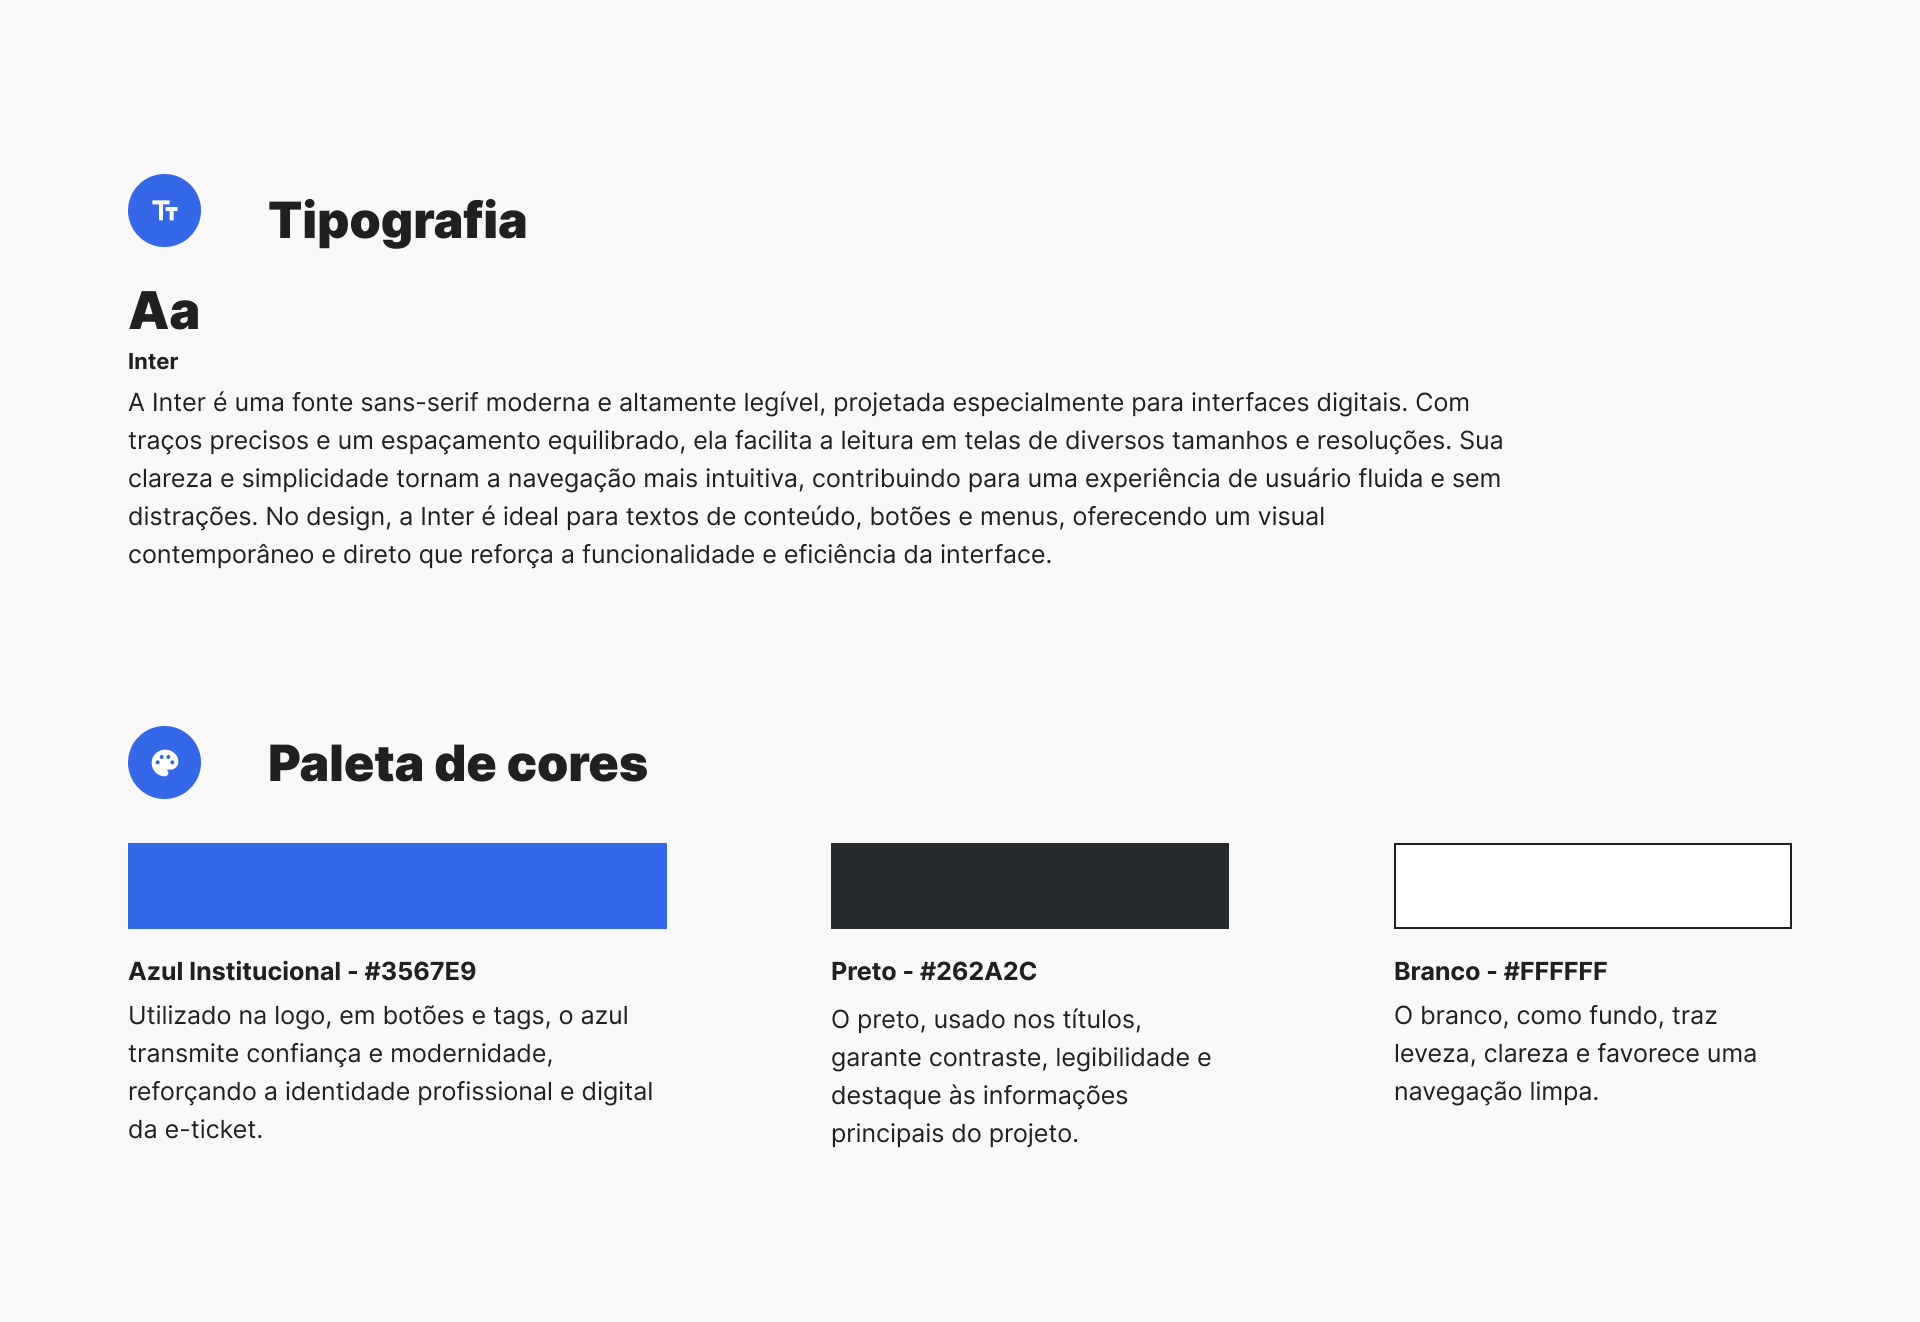 Tipografia
Aa
Inter
A Inter é uma fonte sans-serif moderna e altamente legível, projetada especialmente para interfaces digitais. Com
traços precisos e um espaçamento equilibrado, ela facilita a leitura em telas de diversos tamanhos e resoluções. Sua
clareza e simplicidade tornam a navegação mais intuitiva, contribuindo para uma experiência de usuário fluida e sem
distrações. No design, a Inter é ideal para textos de conteúdo, botões e menus, oferecendo um visual
contemporâneo e direto que reforça a funcionalidade e eficiência da interface.
Paleta de cores
Azul Institucional - #3567E9
Utilizado na logo, em botões e tags, o azul
transmite confiança e modernidade,
reforçando a identidade profissional e digital
da e-ticket.
Preto - #262A2C
O preto, usado nos títulos,
garante contraste, legibilidade e
destaque às informações
principais do projeto.
Branco - #FFFFFF
O branco, como fundo, traz
leveza, clareza e favorece uma
navegação limpa.